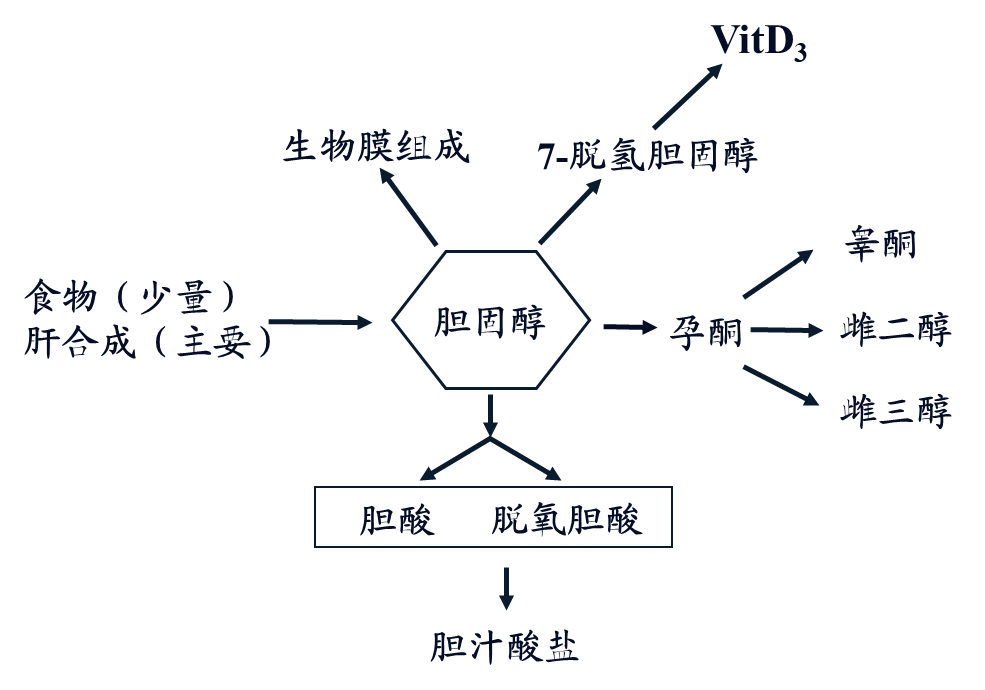 VitD₃
生物膜组成
7-脱氢胆固醇
食物（少量）
肝合成（主要）
胆固醇
孕酮
睾酮
雌二醇
雌三醇
胆酸 脱氧胆酸
胆汁酸盐